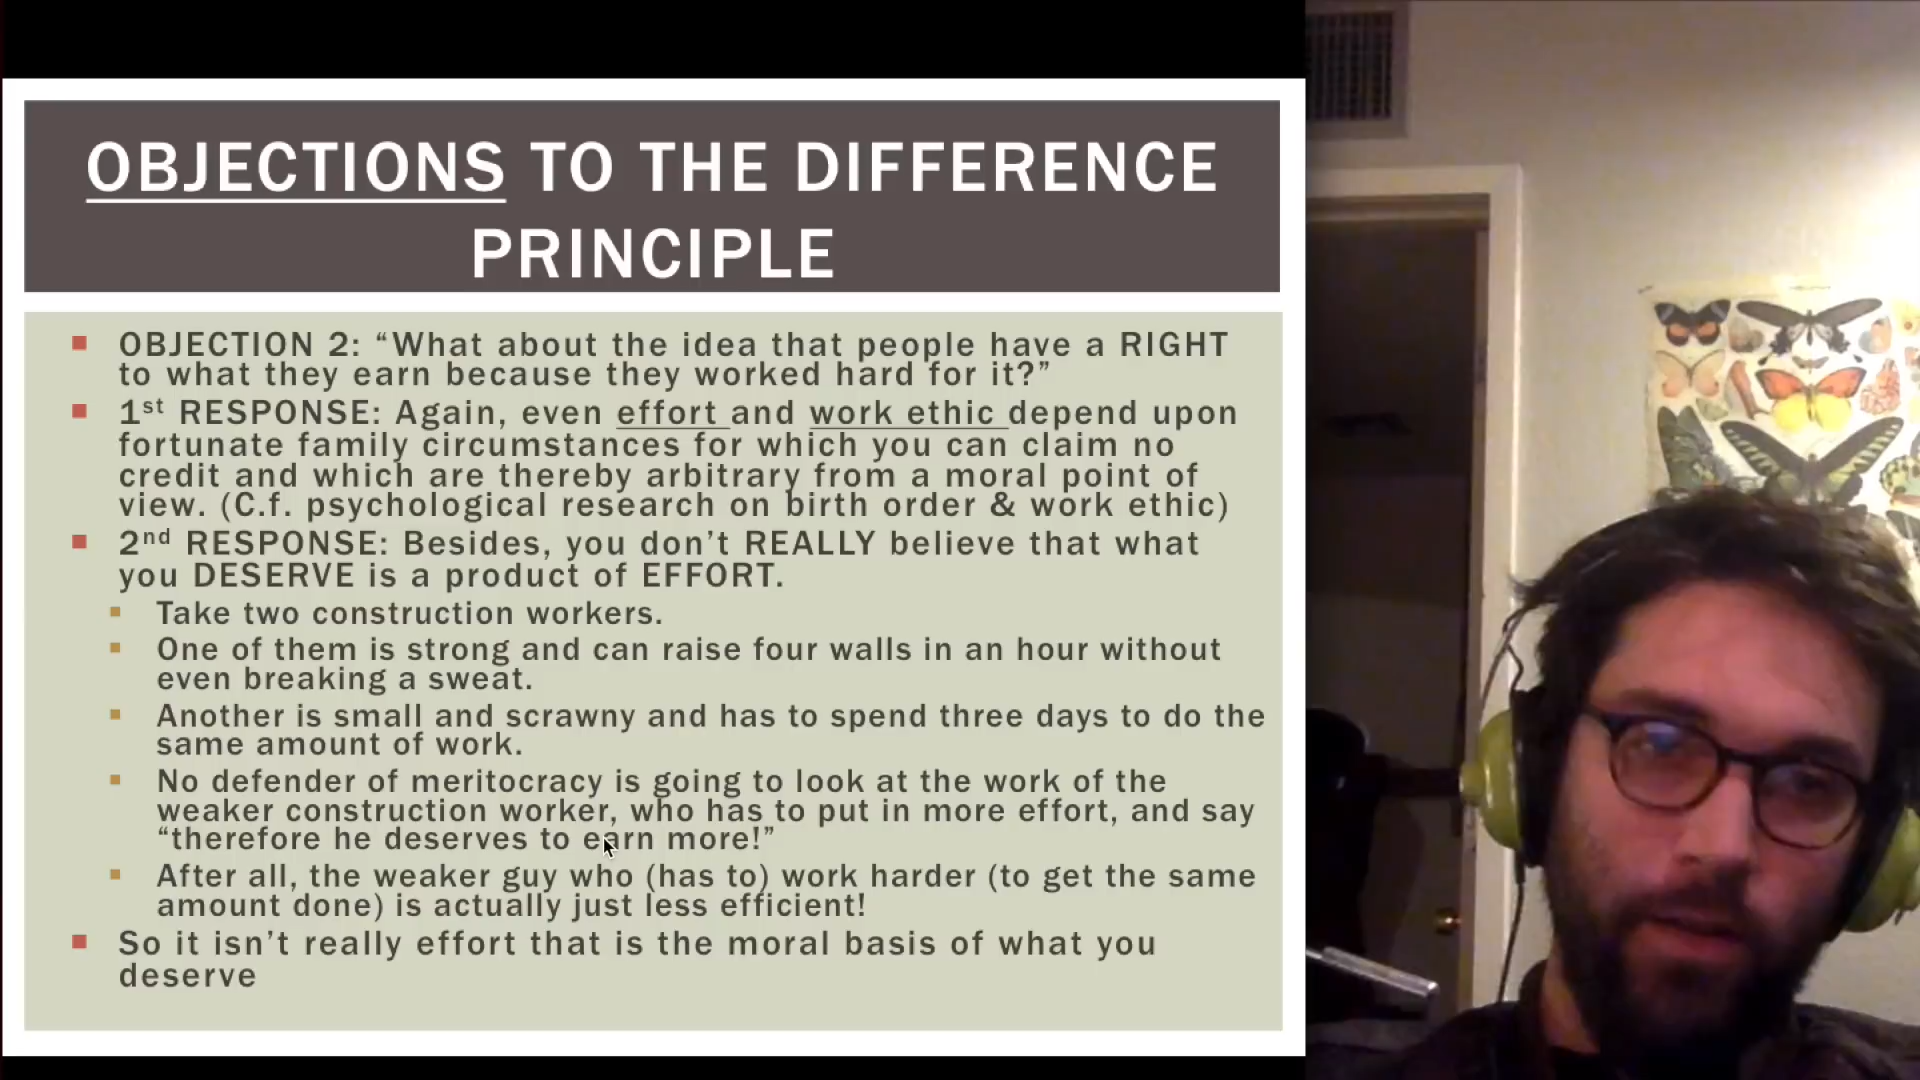 OBJECTIONS TO THE DIFFERENCE
PRINCIPLE
OBJECTION 2: “What about the idea that people have a RIGHT
to what they earn because they worked hard for it?”
1st RESPONSE: Again, even effort and work ethic depend upon
fortunate family circumstances for which you can claim no
credit and which are thereby arbitrary from a moral point of
view. (C.f. psychological research on birth order & work ethic)
2nd RESPONSE: Besides, you don’t REALLY believe that what
you DESERVE is a product of EFFORT.
Take two construction workers.
One of them is strong and can raise four walls in an hour without
even breaking a sweat.
Another is small and scrawny and has to spend three days to do the
same amount of work.
No defender of meritocracy is going to look at the work of the
weaker construction worker, who has to put in more effort, and say
“therefore he deserves to earn more!”
After all, the weaker guy who (has to) work harder (to get the same
amount done) is actually just less efficient!
So it isn’t really effort that is the moral basis of what you
deserve